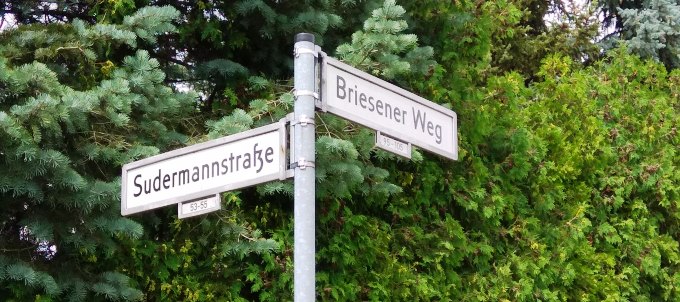 Sudermannstraße
53-55
Briesener Weg
95-105